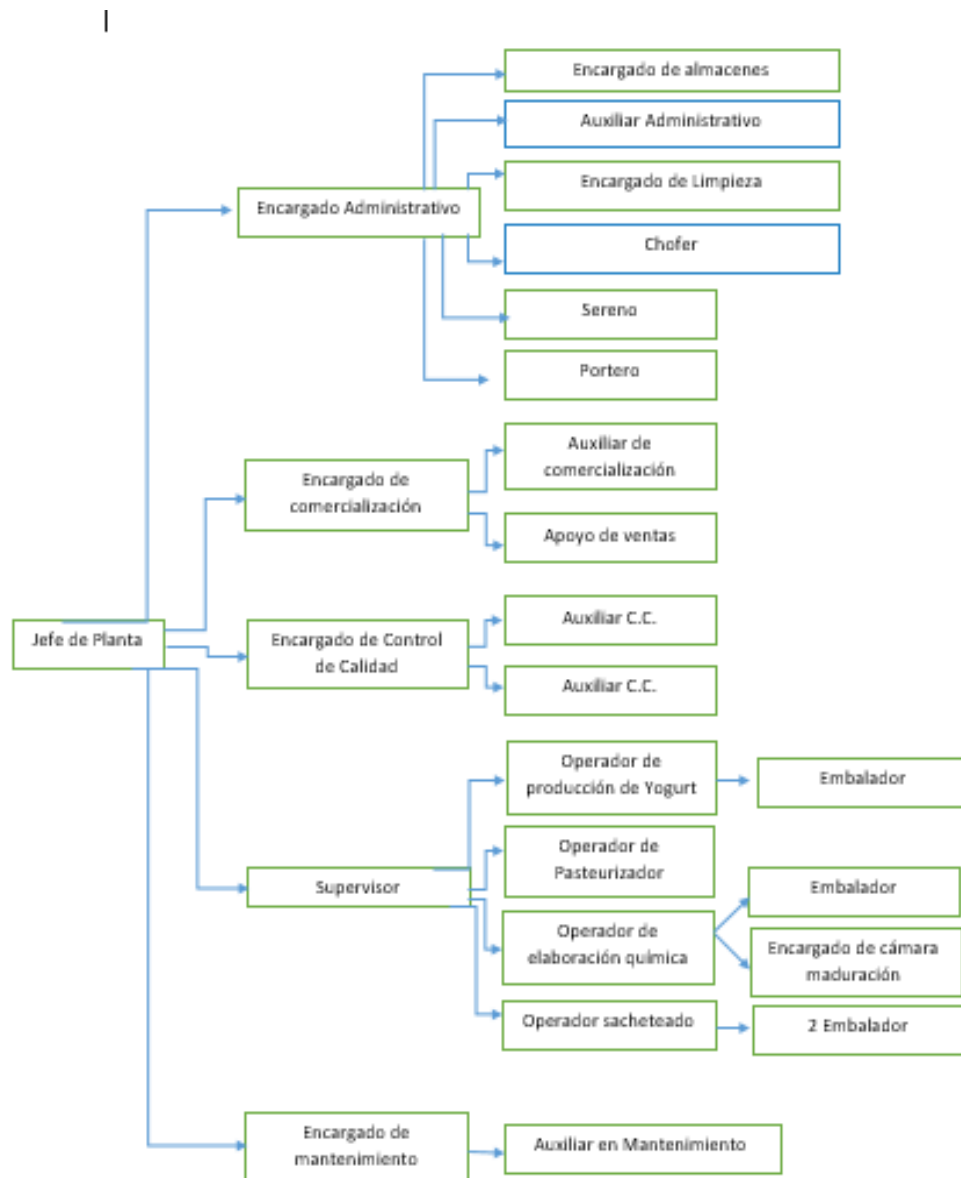 Encargado de almacenes
Auxiliar Administrativo
Encargado de Limpieza
Encargado Administrativo
Chofer
Sereno
Portero
Auxiliar de
comercialización
Encargado de
comercialización
Apoyo de ventas
Auxiliar C.C.
Jefe de Planta
Encargado de Control
de Calidad
Auxiliar C.C.
Operador de
producción de Yogurt
Embalador
Operador de
Pasteurizador
Supervisor
Embalador
Operador de
elaboración química
Encargado de cámara
maduración
Operador sacheteado
2 Embalador
Encargado de
mantenimiento
Auxiliar en Mantenimiento